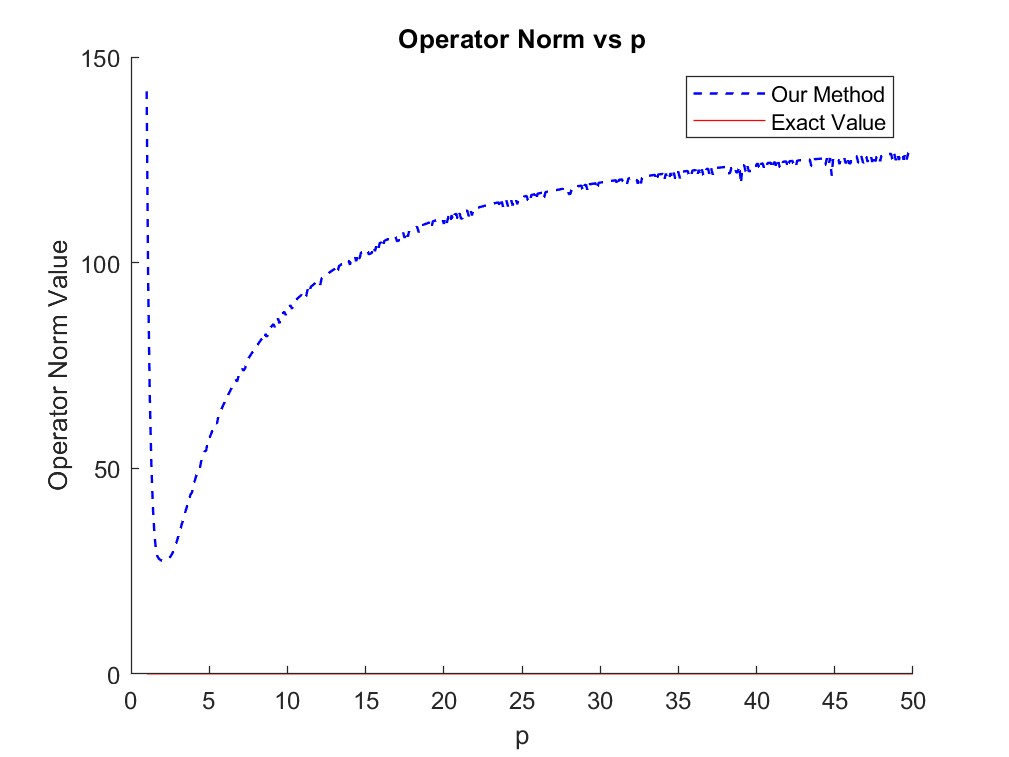 Operator Norm vs p
Our Method
Exact Value
Operator Norm Value
150
100
50
0
0 5 10 15 20 25 30 35 40 45 50
p